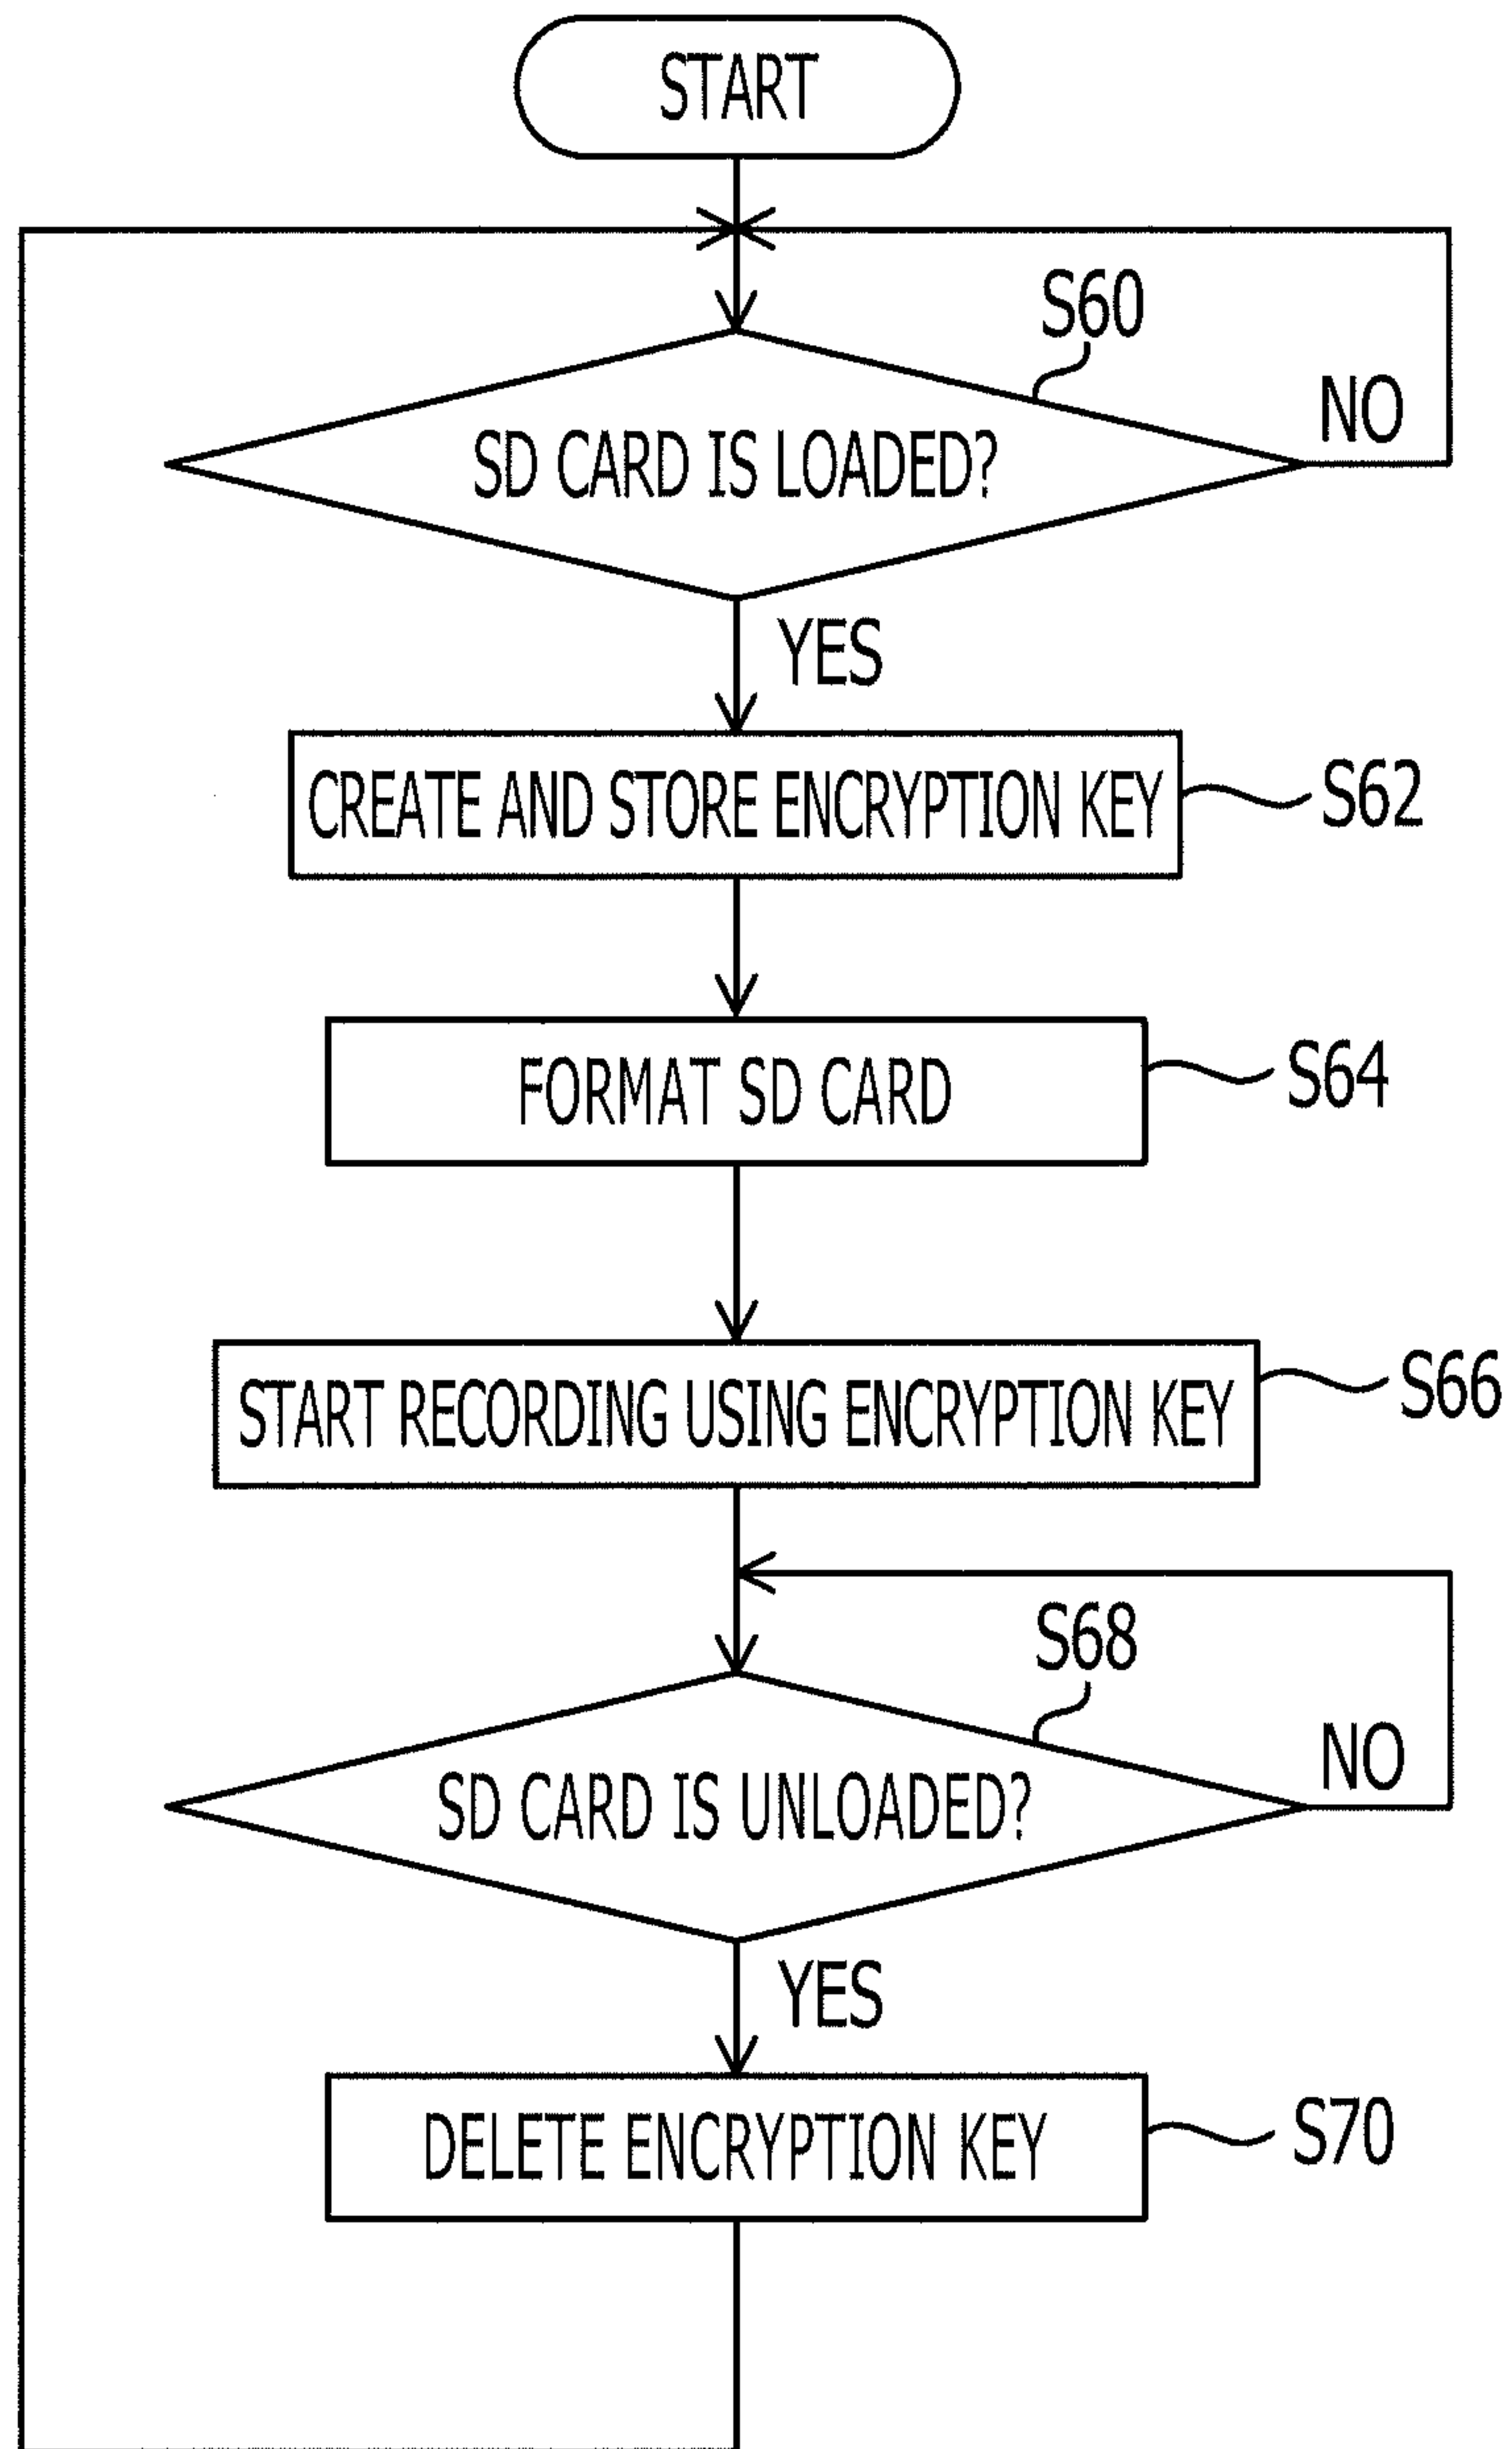 START
S60
NO
SD CARD IS LOADED?
YES
CREATE AND STORE ENCRYPTION KEY
S62
FORMAT SD CARD
S64
START RECORDING USING ENCRYPTION KEY
S66
S68
NO
SD CARD IS UNLOADED?
YES
DELETE ENCRYPTION KEY
S70